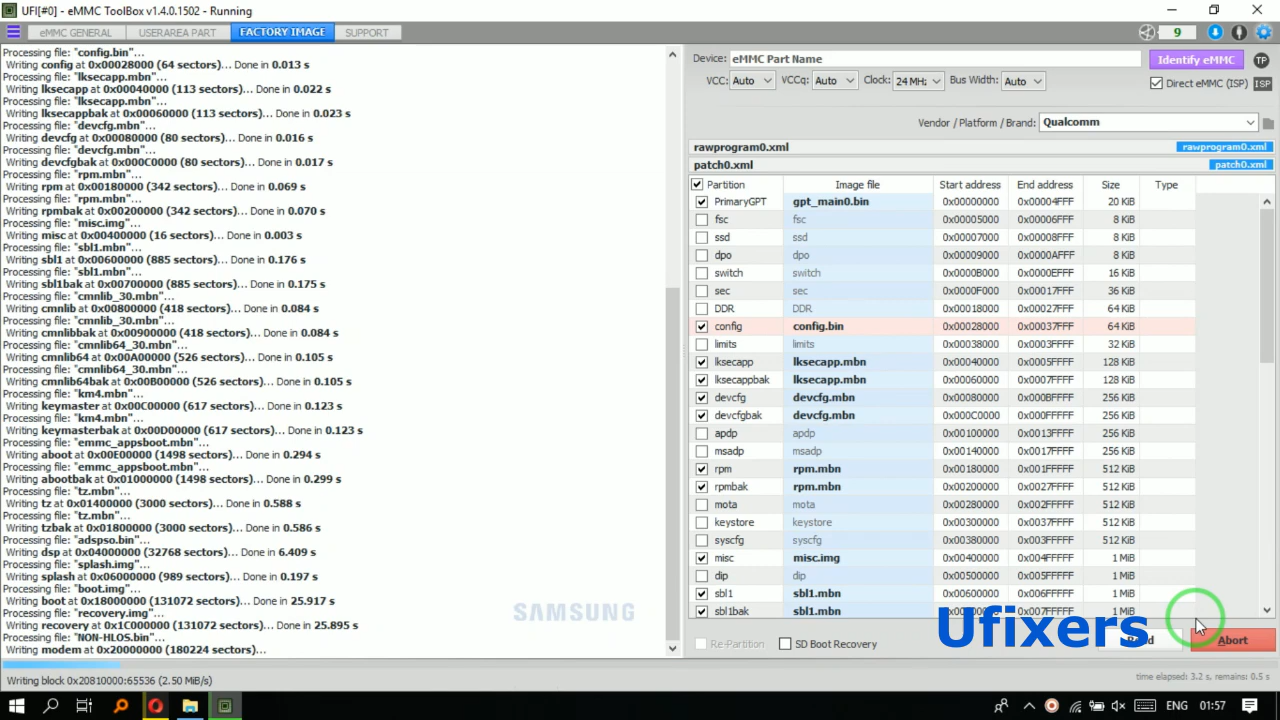 UFI[#0] - eMMC ToolBox v1.4.0.1502 - Running
eMMC GENERAL
USERAREA PART
FACTORY IMAGE
SUPPORT
9
Processing file: "config.bin"...
Writing config at 0x00028000 (64 sectors)... Done in 0.013 s
Processing file: "lksecapp.mbn"...
Writing lksecapp at 0x00040000 (113 sectors)... Done in 0.022 s
Processing file: "lksecapp.mbn"...
Writing lksecappbak at 0x00060000 (113 sectors)... Done in 0.023 s
Processing file: "devcfg.mbn"...
Writing devcfg at 0x00080000 (80 sectors)... Done in 0.016 s
Processing file: "devcfg.mbn"...
Writing devcfgbak at 0x000C0000 (80 sectors)... Done in 0.017 s
Processing file: "rpm.mbn"...
Writing rpm at 0x00180000 (342 sectors)... Done in 0.069 s
Processing file: "rpm.mbn"...
Writing rpmbak at 0x00200000 (342 sectors)... Done in 0.070 s
Processing file: "misc.img"...
Writing misc at 0x00400000 (16 sectors)... Done in 0.003 s
Processing file: "sbl1.mbn"...
Writing sbl1 at 0x00600000 (885 sectors)... Done in 0.176 s
Processing file: "sbl1.mbn"...
Writing sbl1bak at 0x00700000 (885 sectors)... Done in 0.175 s
Processing file: "cmnlib_30.mbn"...
Writing cmnlib at 0x00800000 (418 sectors)... Done in 0.084 s
Processing file: "cmnlib_30.mbn"...
Writing cmnlibbak at 0x00900000 (418 sectors)... Done in 0.084 s
Processing file: "cmnlib64_30.mbn"...
Writing cmnlib64 at 0x00A00000 (526 sectors)... Done in 0.105 s
Processing file: "cmnlib64_30.mbn"...
Writing cmnlib64bak at 0x00B00000 (526 sectors)... Done in 0.105 s
Processing file: "km4.mbn"...
Writing keymaster at 0x00C00000 (617 sectors)... Done in 0.123 s
Processing file: "km4.mbn"...
Writing keymasterbak at 0x00D00000 (617 sectors)... Done in 0.123 s
Processing file: "emmc_appsboot.mbn"...
Writing aboot at 0x00E00000 (1498 sectors)... Done in 0.294 s
Processing file: "emmc_appsboot.mbn"...
Writing abootbak at 0x01000000 (1498 sectors)... Done in 0.299 s
Processing file: "tz.mbn"...
Writing tz at 0x01400000 (3000 sectors)... Done in 0.588 s
Processing file: "tz.mbn"...
Writing tzbak at 0x01800000 (3000 sectors)... Done in 0.586 s
Processing file: "adspso.bin"...
Writing dsp at 0x04000000 (32768 sectors)... Done in 6.409 s
Processing file: "splash.img"...
Writing splash at 0x06000000 (989 sectors)... Done in 0.197 s
Processing file: "boot.img"...
Writing boot at 0x18000000 (131072 sectors)... Done in 25.917 s
Processing file: "recovery.img"...
Writing recovery at 0x1C000000 (131072 sectors)... Done in 25.895 s
Processing file: "NON-HLOS.bin"...
Writing modem at 0x20000000 (180224 sectors)...
SAMSUNG
Device: eMMC Part Name
Identify eMMC
TP
VCC: Auto VCCq: Auto Clock: 24 MHz Bus Width: Auto
Direct eMMC (ISP) ISP
Vendor / Platform / Brand: Qualcomm
rawprogram0.xml rawprogram0.xml
patch0.xml patch0.xml
Partition Image file Start address End address Size Type
PrimaryGPT gpt_main0.bin 0x00000000 0x00004FFF 20 KiB
fsc fsc 0x00005000 0x00006FFF 8 KiB
ssd ssd 0x00007000 0x00008FFF 8 KiB
dpo dpo 0x00009000 0x0000AFFF 8 KiB
switch switch 0x0000B000 0x0000EFFF 16 KiB
sec sec 0x0000F000 0x00017FFF 36 KiB
DDR DDR 0x00018000 0x00027FFF 64 KiB
config config.bin 0x00028000 0x00037FFF 64 KiB
limits limits 0x00038000 0x0003FFFF 32 KiB
lksecapp lksecapp.mbn 0x00040000 0x0005FFFF 128 KiB
lksecappbak lksecapp.mbn 0x00060000 0x0007FFFF 128 KiB
devcfg devcfg.mbn 0x00080000 0x000BFFFF 256 KiB
devcfgbak devcfg.mbn 0x000C0000 0x000FFFFF 256 KiB
apdp apdp 0x00100000 0x0013FFFF 256 KiB
msadp msadp 0x00140000 0x0017FFFF 256 KiB
rpm rpm.mbn 0x00180000 0x001FFFFF 512 KiB
rpmbak rpm.mbn 0x00200000 0x0027FFFF 512 KiB
mota mota 0x00280000 0x002FFFFF 512 KiB
keystore keystore 0x00300000 0x0037FFFF 512 KiB
syscfg syscfg 0x00380000 0x003FFFFF 512 KiB
misc misc.img 0x00400000 0x004FFFFF 1 MiB
dip dip 0x00500000 0x005FFFFF 1 MiB
sbl1 sbl1.mbn 0x00600000 0x006FFFFF 1 MiB
sbl1bak sbl1.mbn 0x007FFFFF 1 MiB
Ufixers
Re-Partition
SD Boot Recovery
Abort
Writing block 0x20810000:65536 (2.50 MiB/s)
time elapsed: 3.2 s, remains: 0.5 s
ENG 01:57